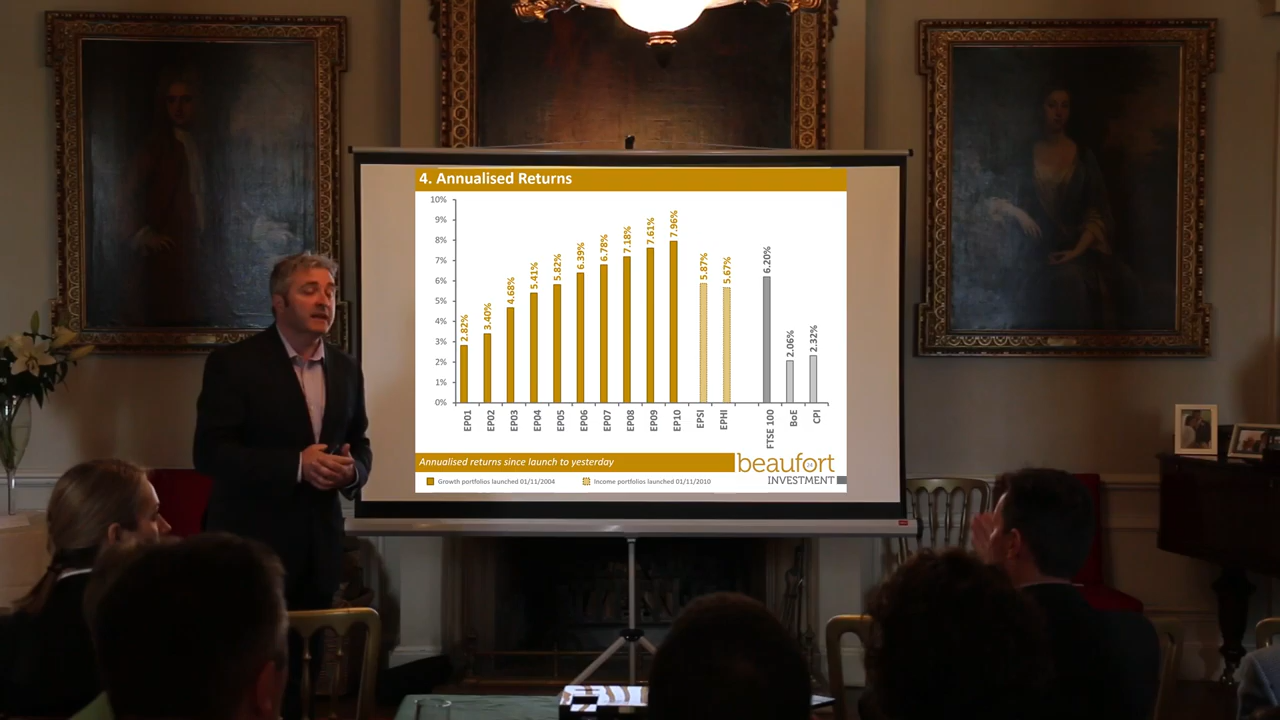 4. Annualised Returns
10%
9%
8%
7%
6%
5%
4%
3%
2%
1%
0%
2.82%
3.40%
4.68%
5.41%
5.82%
6.39%
6.78%
7.18%
7.61%
7.96%
5.87%
5.67%
6.20%
2.06%
2.32%
EP01
EP02
EP03
EP04
EP05
EP06
EP07
EP08
EP09
EP10
EPSI
EPHI
FTSE 100
BoE
CPI
Annualised returns since launch to yesterday
Growth portfolios launched 01/11/2004
Income portfolios launched 01/11/2010
beaufort
INVESTMENT